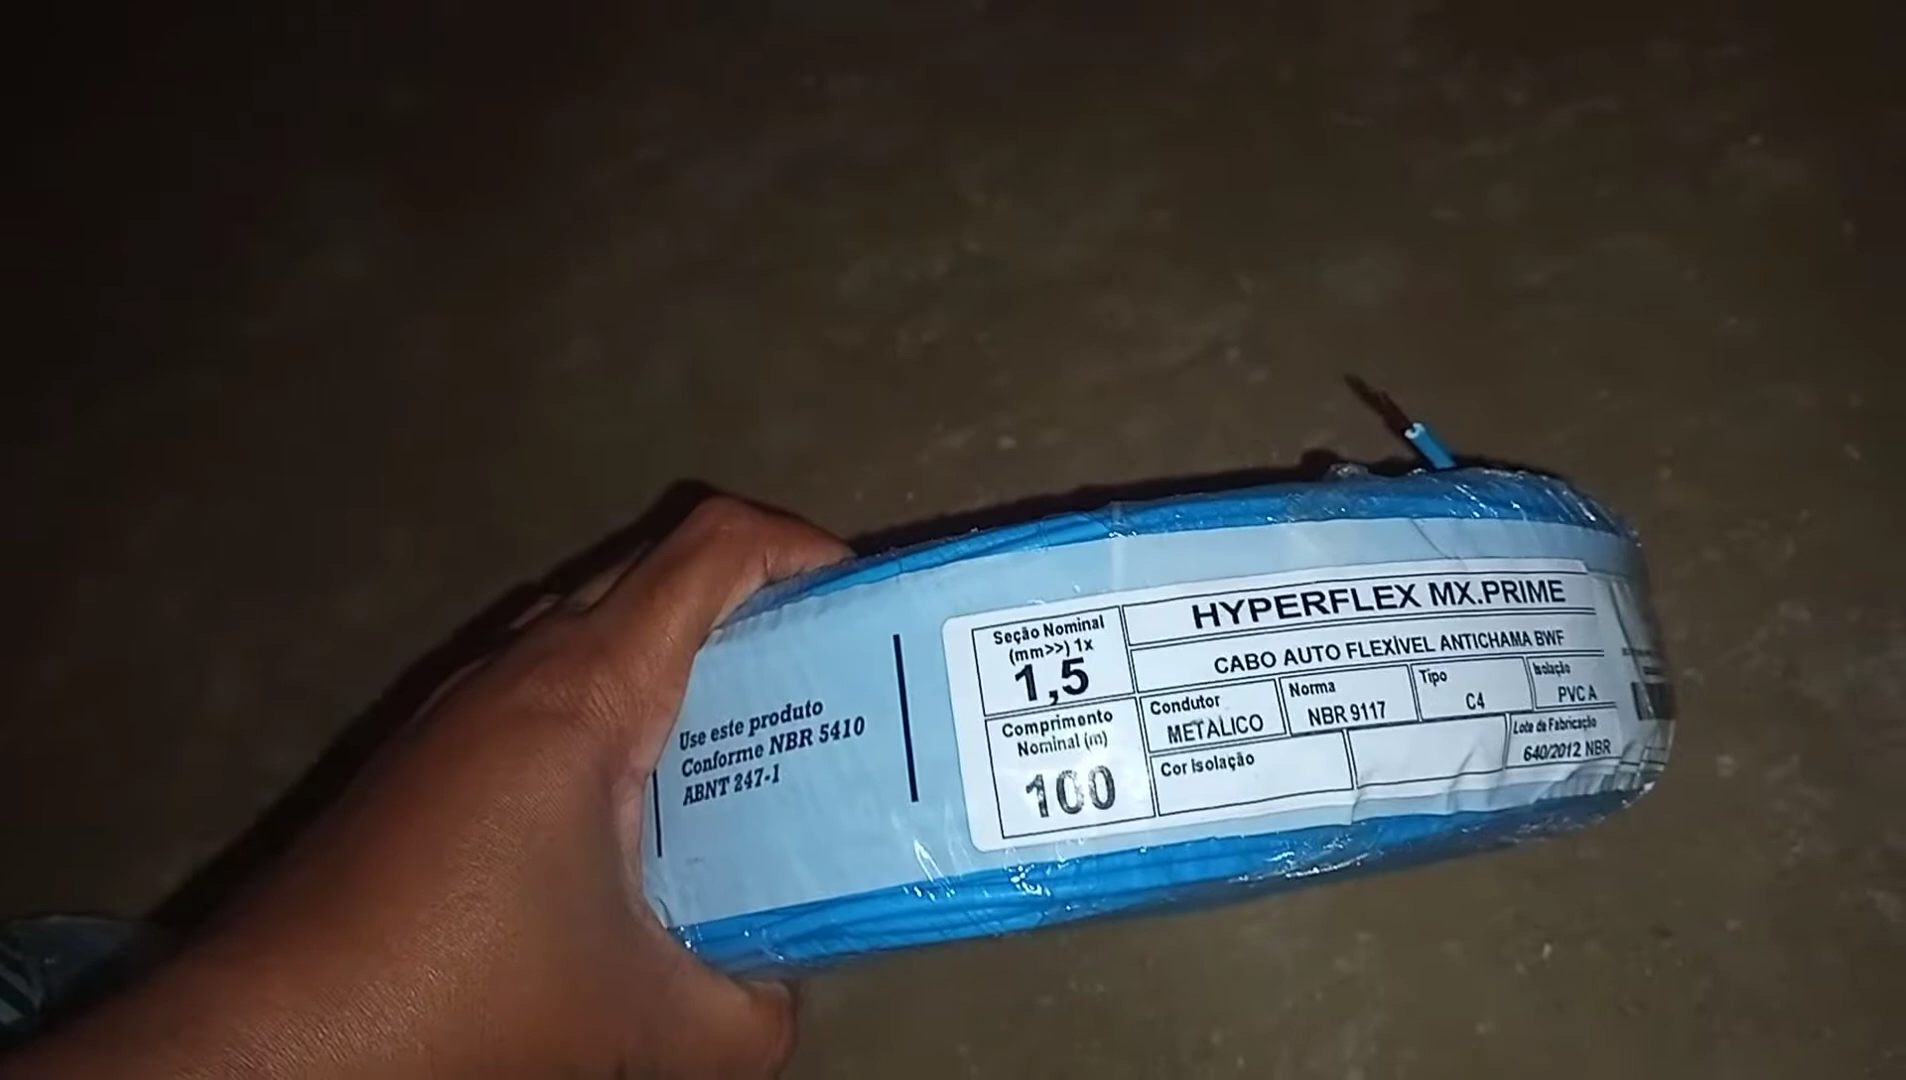 Use este produto
Conforme NBR 5410
ABNT 247-1
Seção Nominal
(mm>>) 1x
1,5
Comprimento
Nominal (m)
100
HYPERFLEX MX.PRIME
CABO AUTO FLEXÍVEL ANTICHAMA BWF
Condutor
METALICO
Norma
NBR 9117
Tipo
C4
Isolação
PVC A
Cor Isolação
Lote de Fabricação
640/2012 NBR